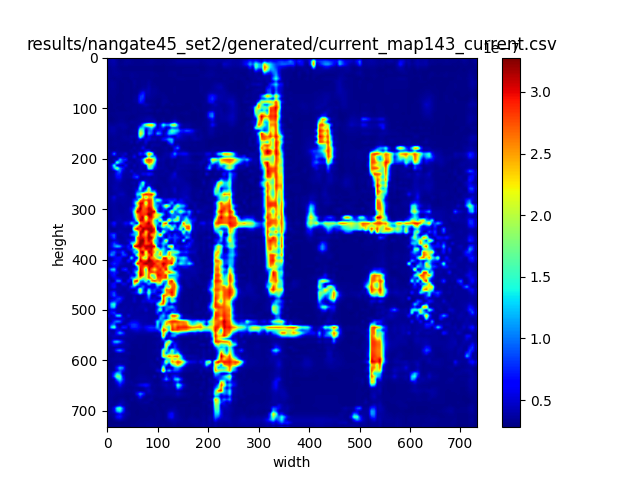 results/nangate45_set2/generated/current_map143_current.csv
1e−7
0
100
200
300
400
500
600
700
height
0 100 200 300 400 500 600 700
width
3.0
2.5
2.0
1.5
1.0
0.5